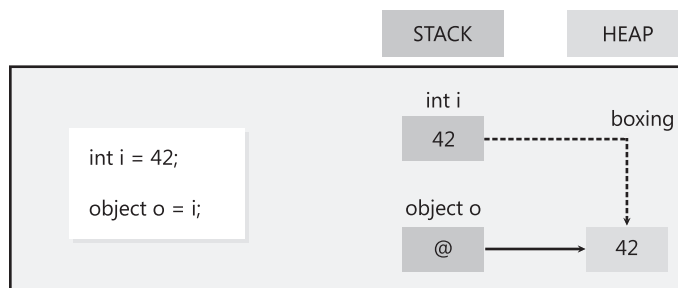 STACK HEAP
int i
boxing
42
int i = 42;
object o = i;
object o
@ 42